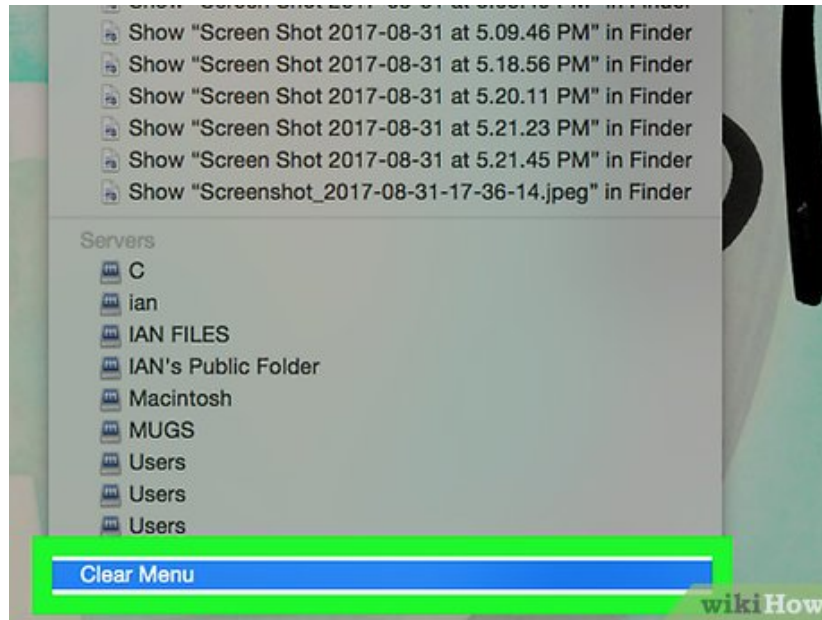 Show "Screen Shot 2017-08-31 at 5.09.46 PM" in Finder
Show "Screen Shot 2017-08-31 at 5.18.56 PM" in Finder
Show "Screen Shot 2017-08-31 at 5.20.11 PM" in Finder
Show "Screen Shot 2017-08-31 at 5.21.23 PM" in Finder
Show "Screen Shot 2017-08-31 at 5.21.45 PM" in Finder
Show "Screenshot_2017-08-31-17-36-14.jpeg" in Finder
Servers
C
ian
IAN FILES
IAN's Public Folder
Macintosh
MUGS
Users
Users
Users
Clear Menu
wikiHow